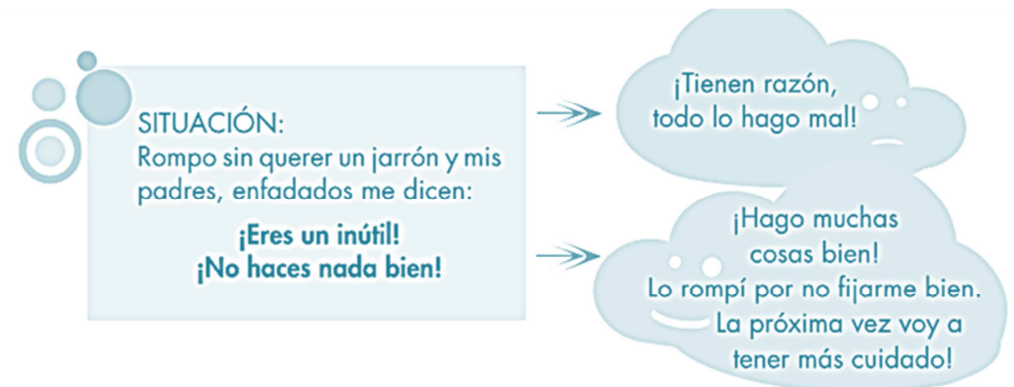 SITUACIÓN:
Rompo sin querer un jarrón y mis
padres, enfadados me dicen:
¡Eres un inútil!
¡No haces nada bien!
¡Tienen razón,
todo lo hago mal!
¡Hago muchas
cosas bien!
Lo rompí por no fijarme bien.
La próxima vez voy a
tener más cuidado!